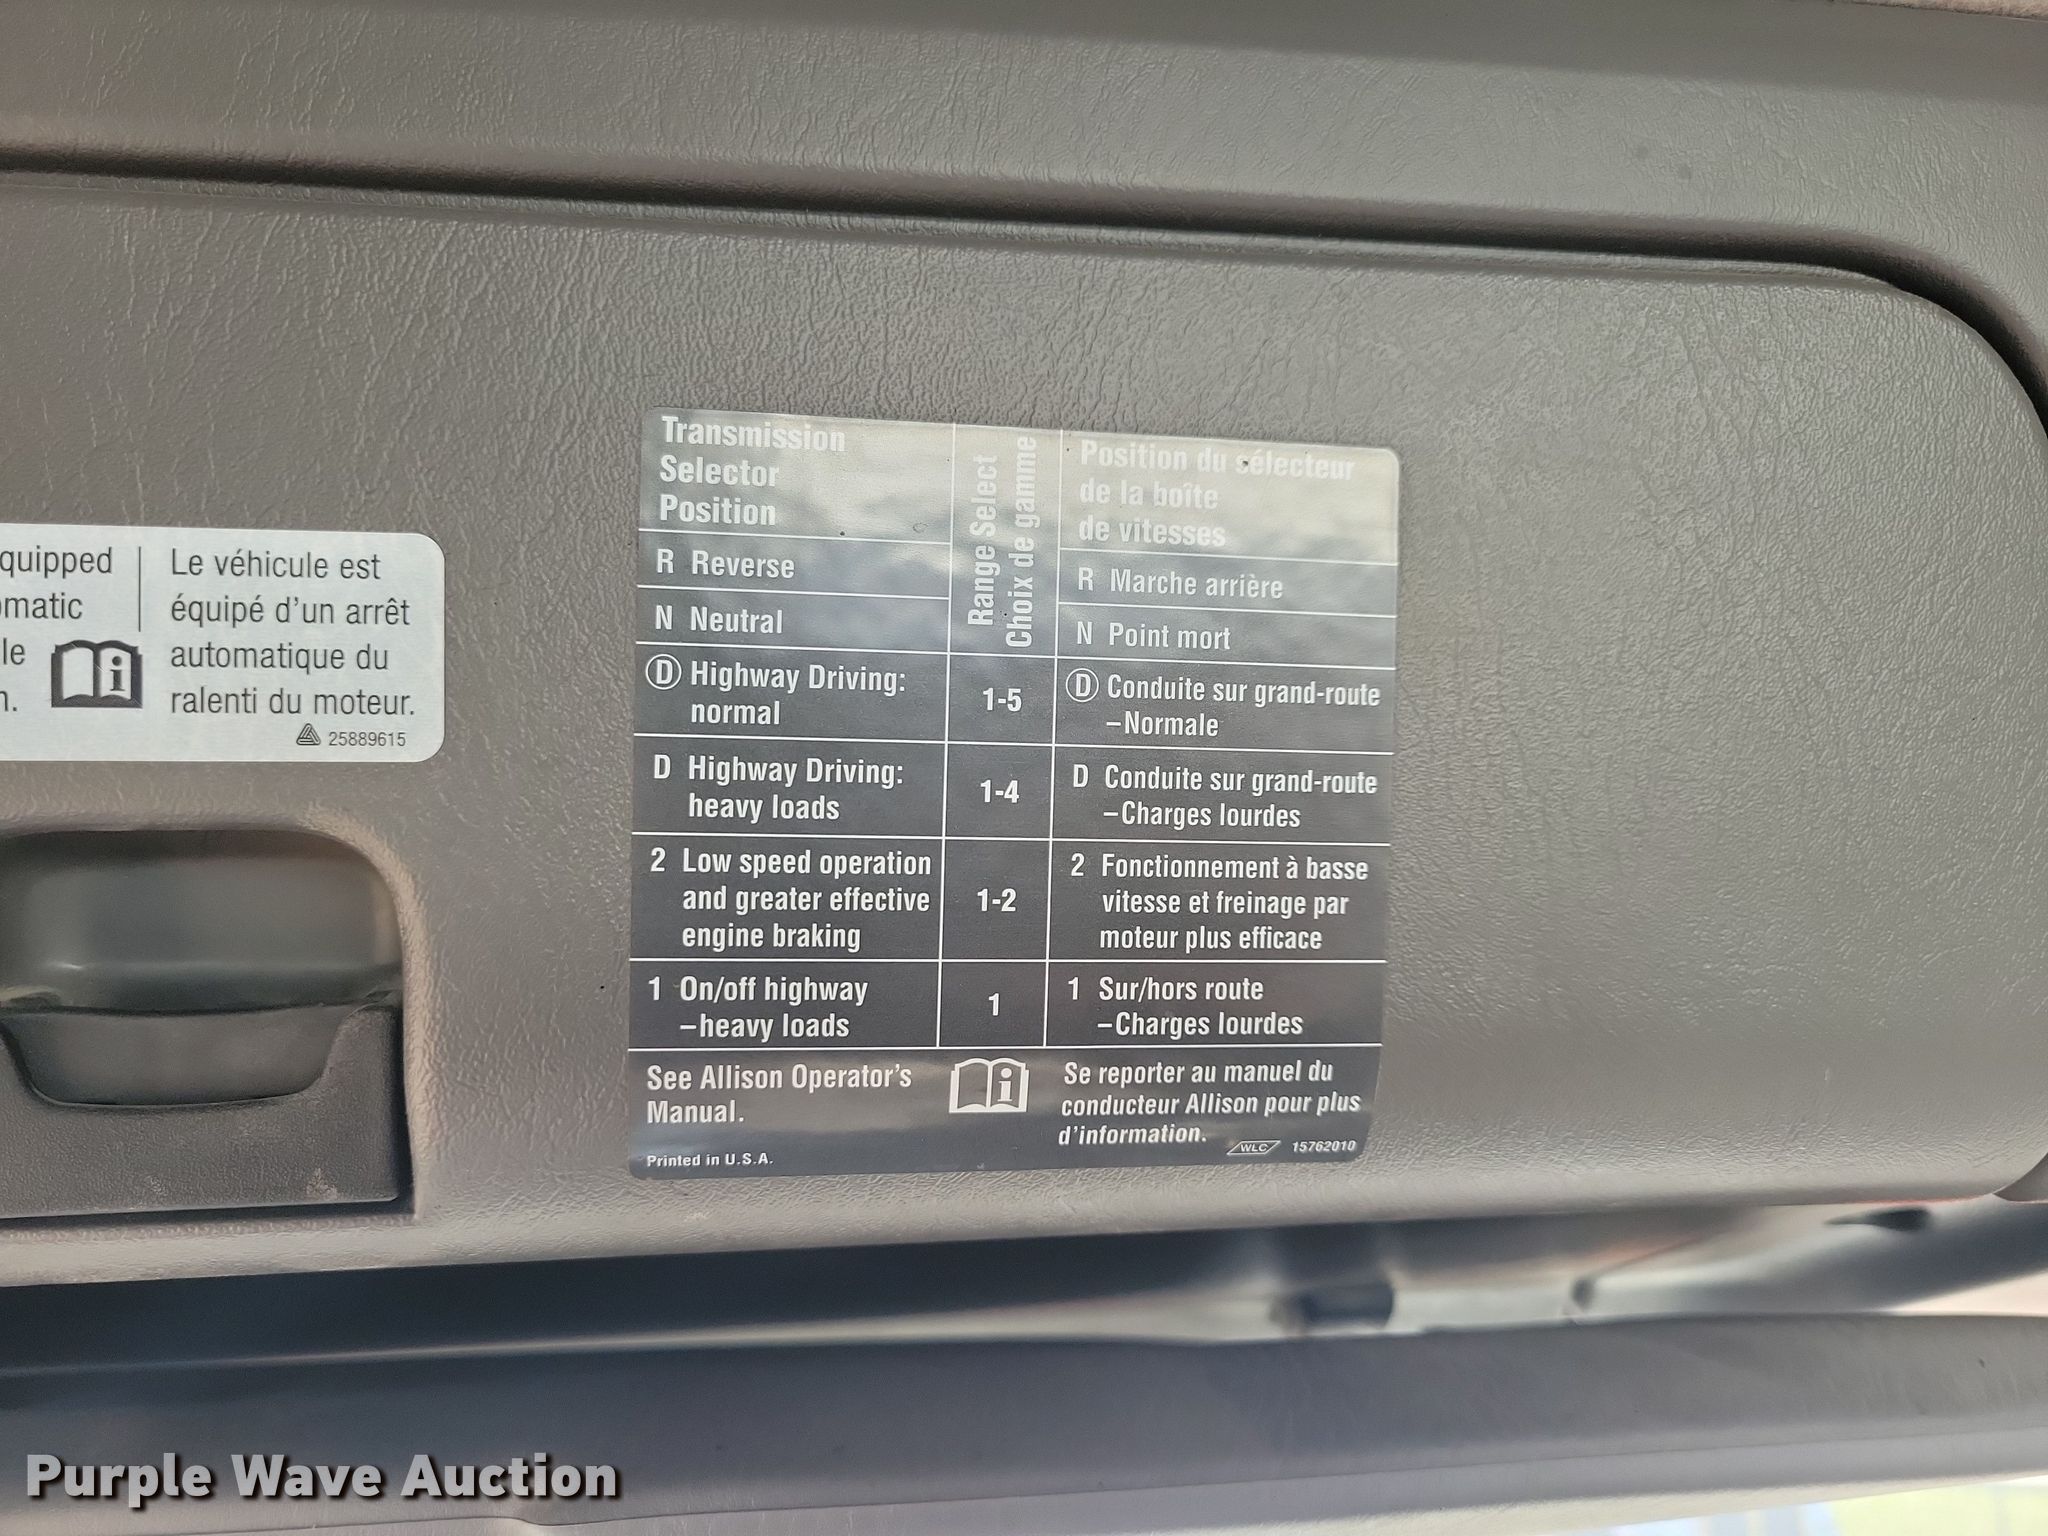 quipped
matic
le
Le véhicule est
équipé d'un arrêt
automatique du
ralenti du moteur.
25889615
Transmission
Selector
Position
Range Select
Choix de gamme
Position du sélecteur
de la boîte
de vitesses
R Reverse
R Marche arrière
N Neutral
N Point mort
D Highway Driving:
normal
1-5
D Conduite sur grand-route
–Normale
D Highway Driving:
heavy loads
1-4
D Conduite sur grand-route
–Charges lourdes
2 Low speed operation
and greater effective
engine braking
1-2
2 Fonctionnement à basse
vitesse et freinage par
moteur plus efficace
1 On/off highway
–heavy loads
1
1 Sur/hors route
–Charges lourdes
See Allison Operator's
Manual.
i
Se reporter au manuel du
conducteur Allison pour plus
d'information.
Printed in U.S.A.
WLC 15762010
Purple Wave Auction